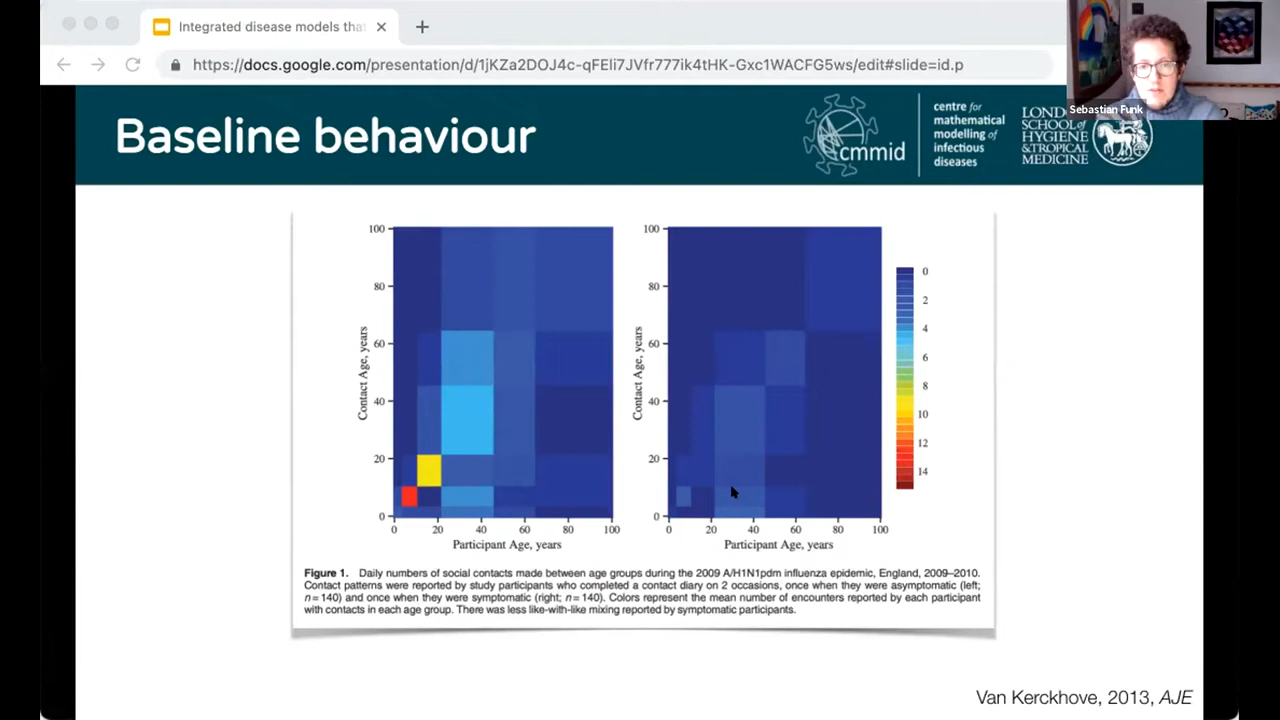 Integrated disease models tha
https://docs.google.com/presentation/d/1jKZa2DOJ4c-qFEli7JVfr777ik4tHK-Gxc1WACFG5ws/edit#slide=id.p
Sebastian Funk
Baseline behaviour
cmmid
centre for
mathematical
modelling of
infectious
diseases
LONDON
SCHOOL of
HYGIENE
&TROPICAL
MEDICINE
100
80
60
40
20
0
Contact Age, years
0 20 40 60 80 100
Participant Age, years
100
80
60
40
20
0
Contact Age, years
0 20 40 60 80 100
Participant Age, years
0
2
4
6
8
10
12
14
Figure 1. Daily numbers of social contacts made between age groups during the 2009 A/H1N1pdm influenza epidemic, England, 2009–2010.
Contact patterns were reported by study participants who completed a contact diary on 2 occasions, once when they were asymptomatic (left;
n = 140) and once when they were symptomatic (right; n = 140). Colors represent the mean number of encounters reported by each participant
with contacts in each age group. There was less like-with-like mixing reported by symptomatic participants.
Van Kerckhove, 2013, AJE